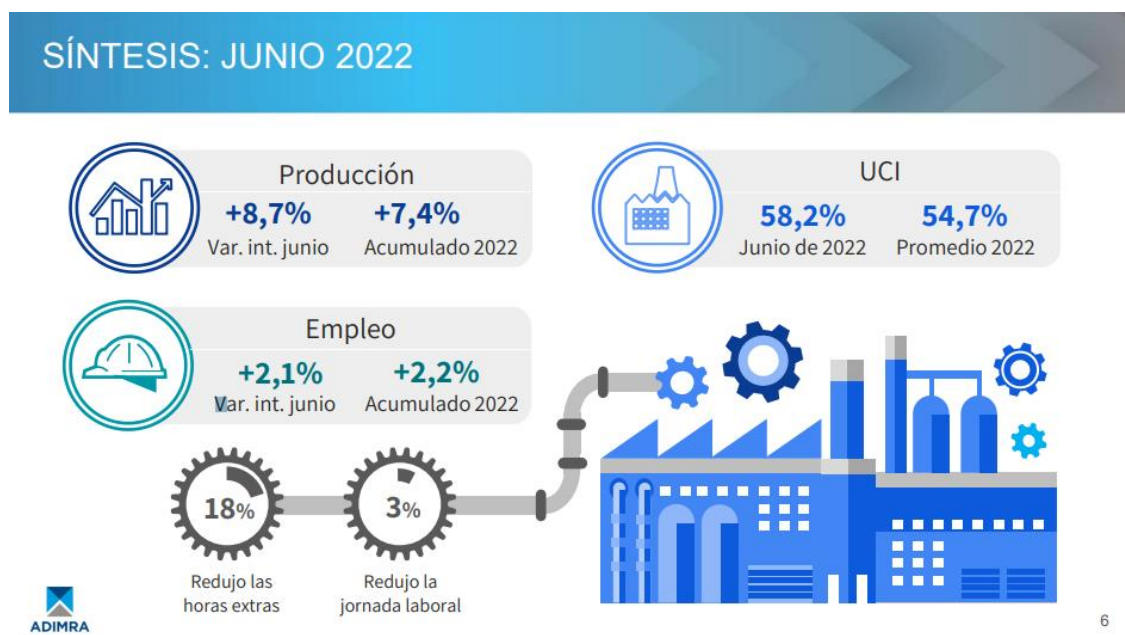 SÍNTESIS: JUNIO 2022
Producción
+8,7% +7,4%
Var. int. junio Acumulado 2022
UCI
58,2% 54,7%
Junio de 2022 Promedio 2022
Empleo
+2,1% +2,2%
Var. int. junio Acumulado 2022
18% 3%
Redujo las
horas extras
Redujo la
jornada laboral
ADIMRA
6